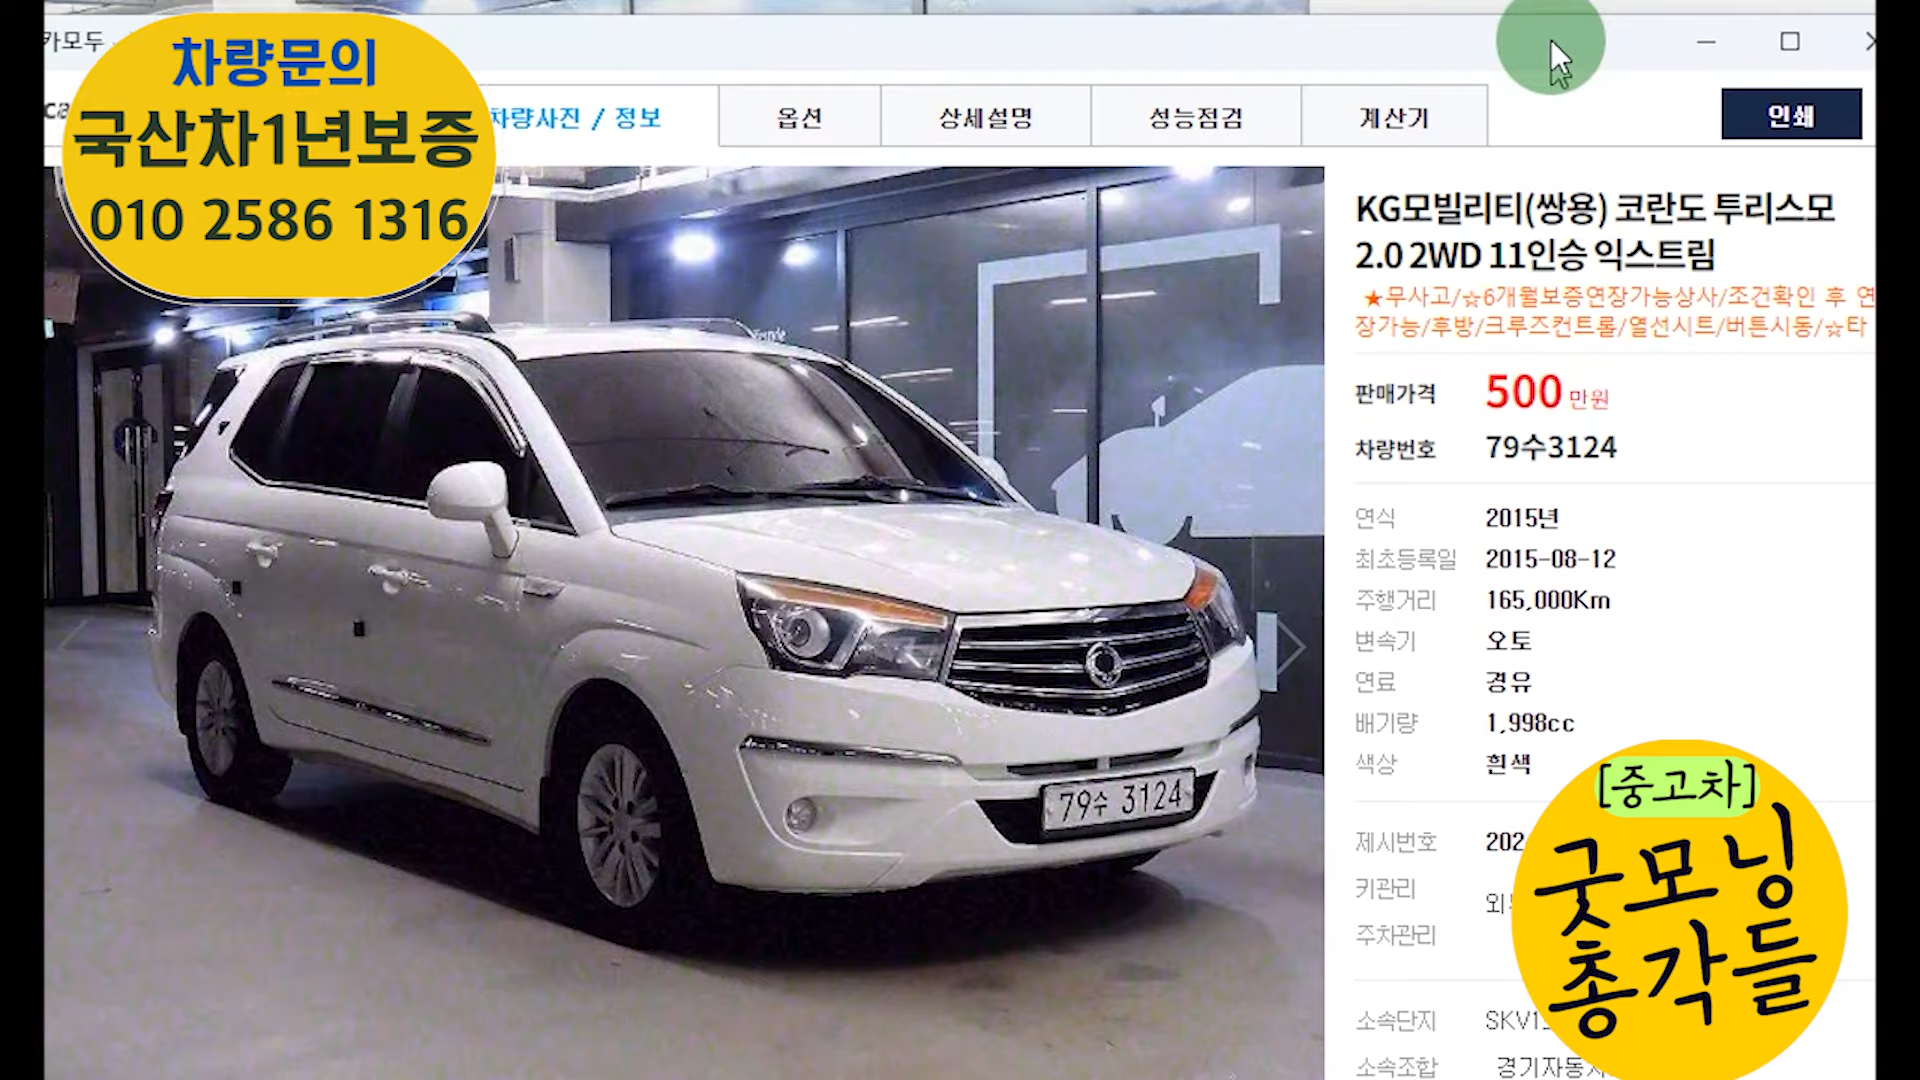 카모두
차량문의
국산차1년보증
010 2586 1316
차량사진 / 정보
옵션
상세설명
성능점검
계산기
인쇄
KG모빌리티(쌍용) 코란도 투리스모
2.0 2WD 11인승 익스트림
★무사고/☆6개월보증연장가능상사/조건확인 후 연
장가능/후방/크루즈컨트롤/열선시트/버튼시동/☆타
판매가격 500 만원
차량번호 79수3124
연식 2015년
최초등록일 2015-08-12
주행거리 165,000Km
변속기 오토
연료 경유
배기량 1,998cc
색상 흰색
79수 3124
제시번호 202
키관리
외
주차관리
소속단지 SKV1
소속조합 경기자동
[중고차]
굿모닝
총각들